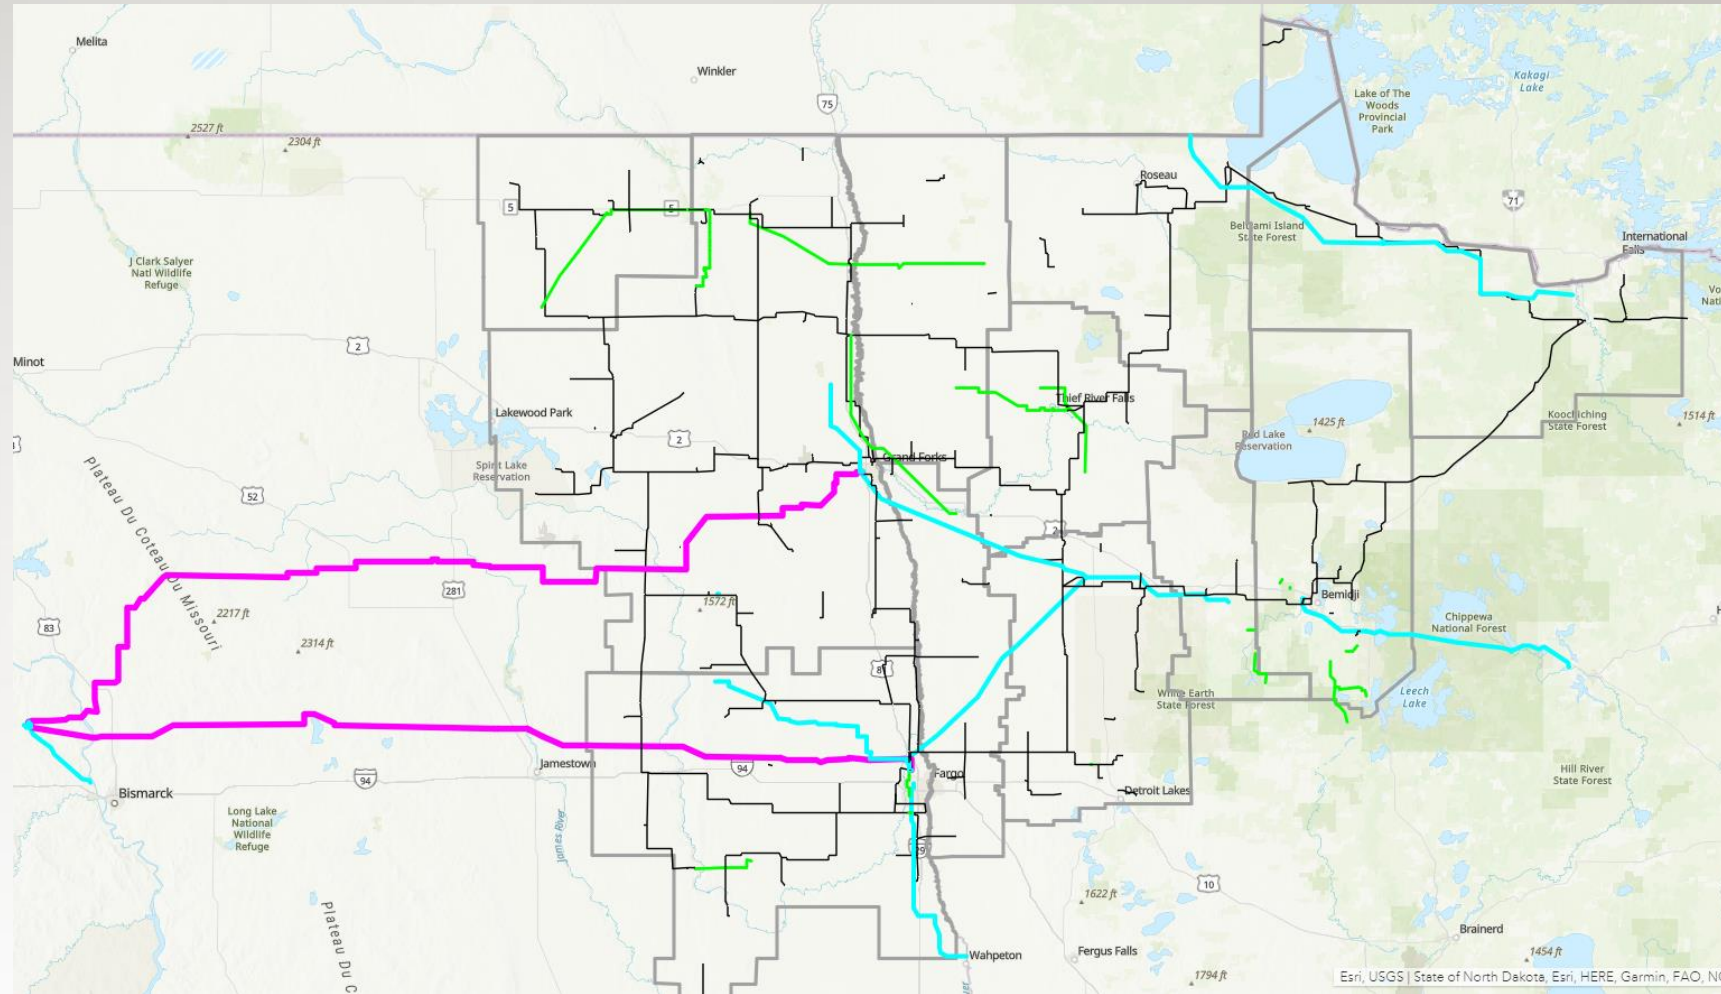 Melita
Winkler
75
Kakagi
Lake
Lake of The
Woods
Provincial
Park
2527 ft
2304 ft
Roseau
5
5
71
Beltrami Island
State Forest
International
Falls
J Clark Salyer
Natl Wildlife
Refuge
2
Minot
Thief River Falls
Lakewood Park
2
1425 ft
Koochiching
State Forest
1514 ft
Red Lake
Reservation
Grand Forks
Spirit Lake
Reservation
Plateau Du Coteau Du Missouri
52
2
281
1572 ft
Bemidji
83
2217 ft
2314 ft
Chippewa
National Forest
8
White Earth
State Forest
Leech
Lake
Jamestown
94
94
Fargo
Hill River
State Forest
Bismarck
Detroit Lakes
Long Lake
National
Wildlife
Refuge
James River
29
10
1622 ft
Plateau Du C
Brainerd
Wahpeton
Fergus Falls
1454 ft
1794 ft
Esri, USGS | State of North Dakota, Esri, HERE, Garmin, FAO, NO